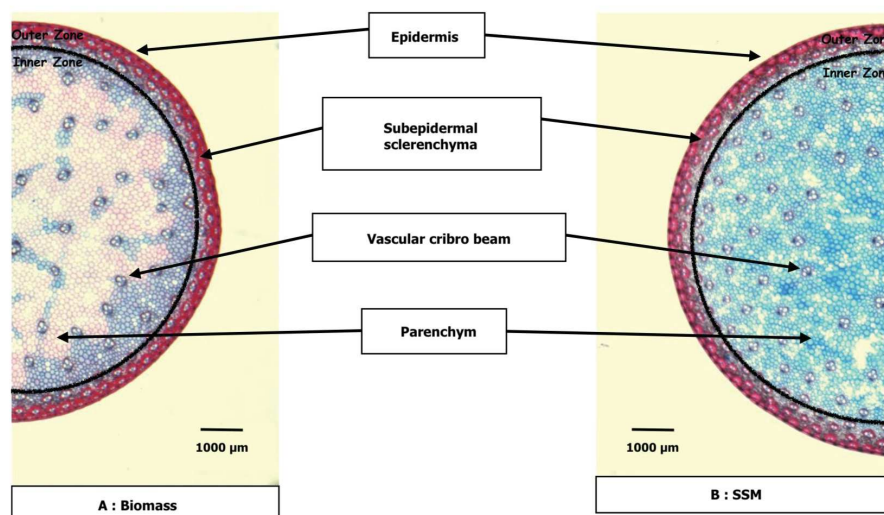 Outer Zone
Inner Zone
Epidermis
Outer Zon
Inner Zon
Subepidermal
sclerenchyma
Vascular cribro beam
Parenchym
1000 µm
1000 µm
A : Biomass
B : SSM